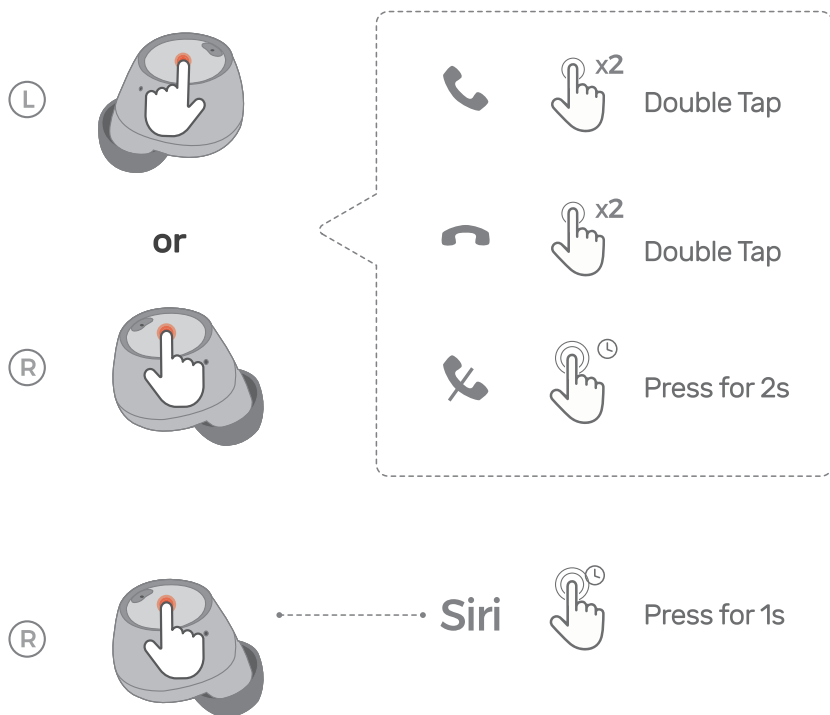 L
x2
Double Tap
x2
or
Double Tap
R
Press for 2s
R
Siri
Press for 1s